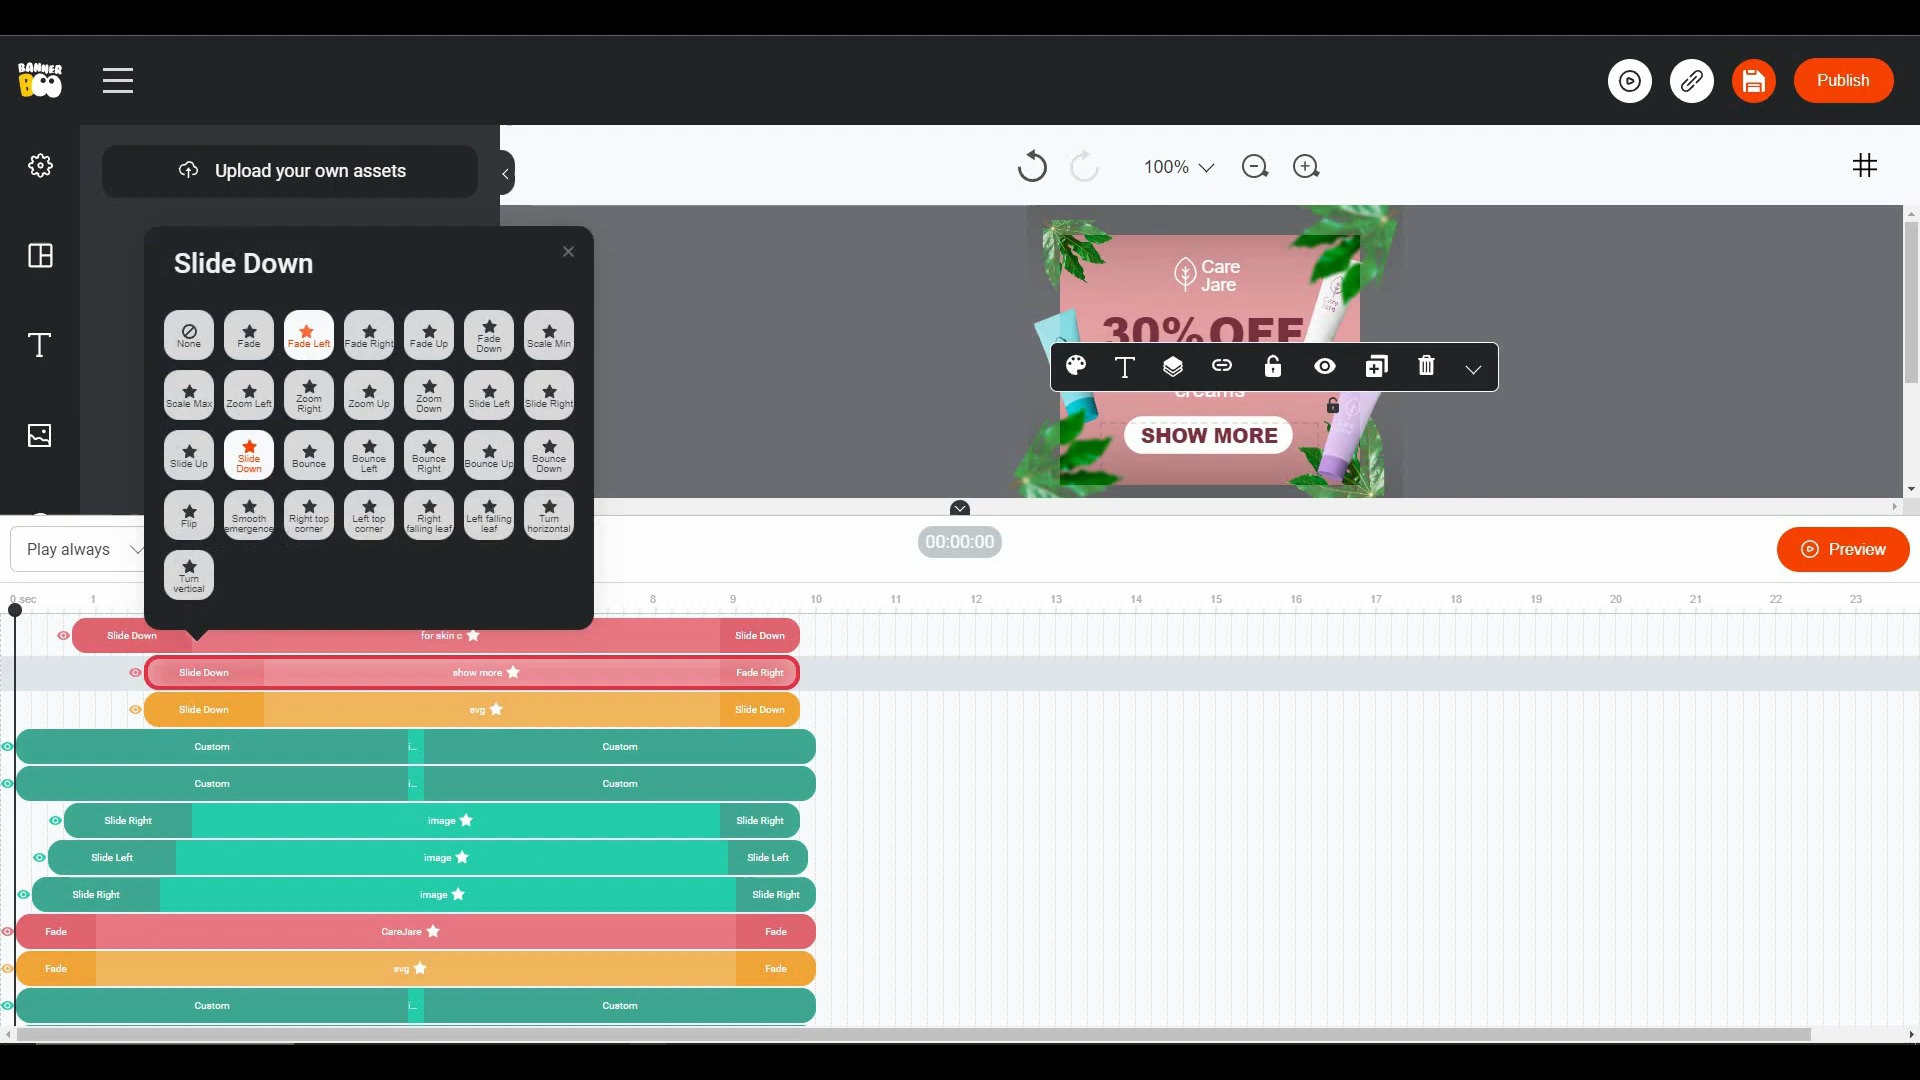 BANNER
BOO
Publish
Upload your own assets
100%
Slide Down
None
Fade
Fade Left
Fade Right
Fade Up
Fade Down
Scale Min
Scale Max
Zoom Left
Zoom Right
Zoom Up
Zoom Down
Slide Left
Slide Right
Slide Up
Slide Down
Bounce
Bounce Left
Bounce Right
Bounce Up
Bounce Down
Flip
Smooth emergence
Right top corner
Left top corner
Right falling leaf
Left falling leaf
Turn horizontal
Turn vertical
Care
Jare
30% OFF
creams
SHOW MORE
Play always
00:00:00
Preview
0 sec 1 8 9 10 11 12 13 14 15 16 17 18 19 20 21 22 23
Slide Down for skin c Slide Down
Slide Down show more Fade Right
Slide Down svg Slide Down
Custom i... Custom
Custom i... Custom
Slide Right image Slide Right
Slide Left image Slide Left
Slide Right image Slide Right
Fade CareJare Fade
Fade svg Fade
Custom i... Custom